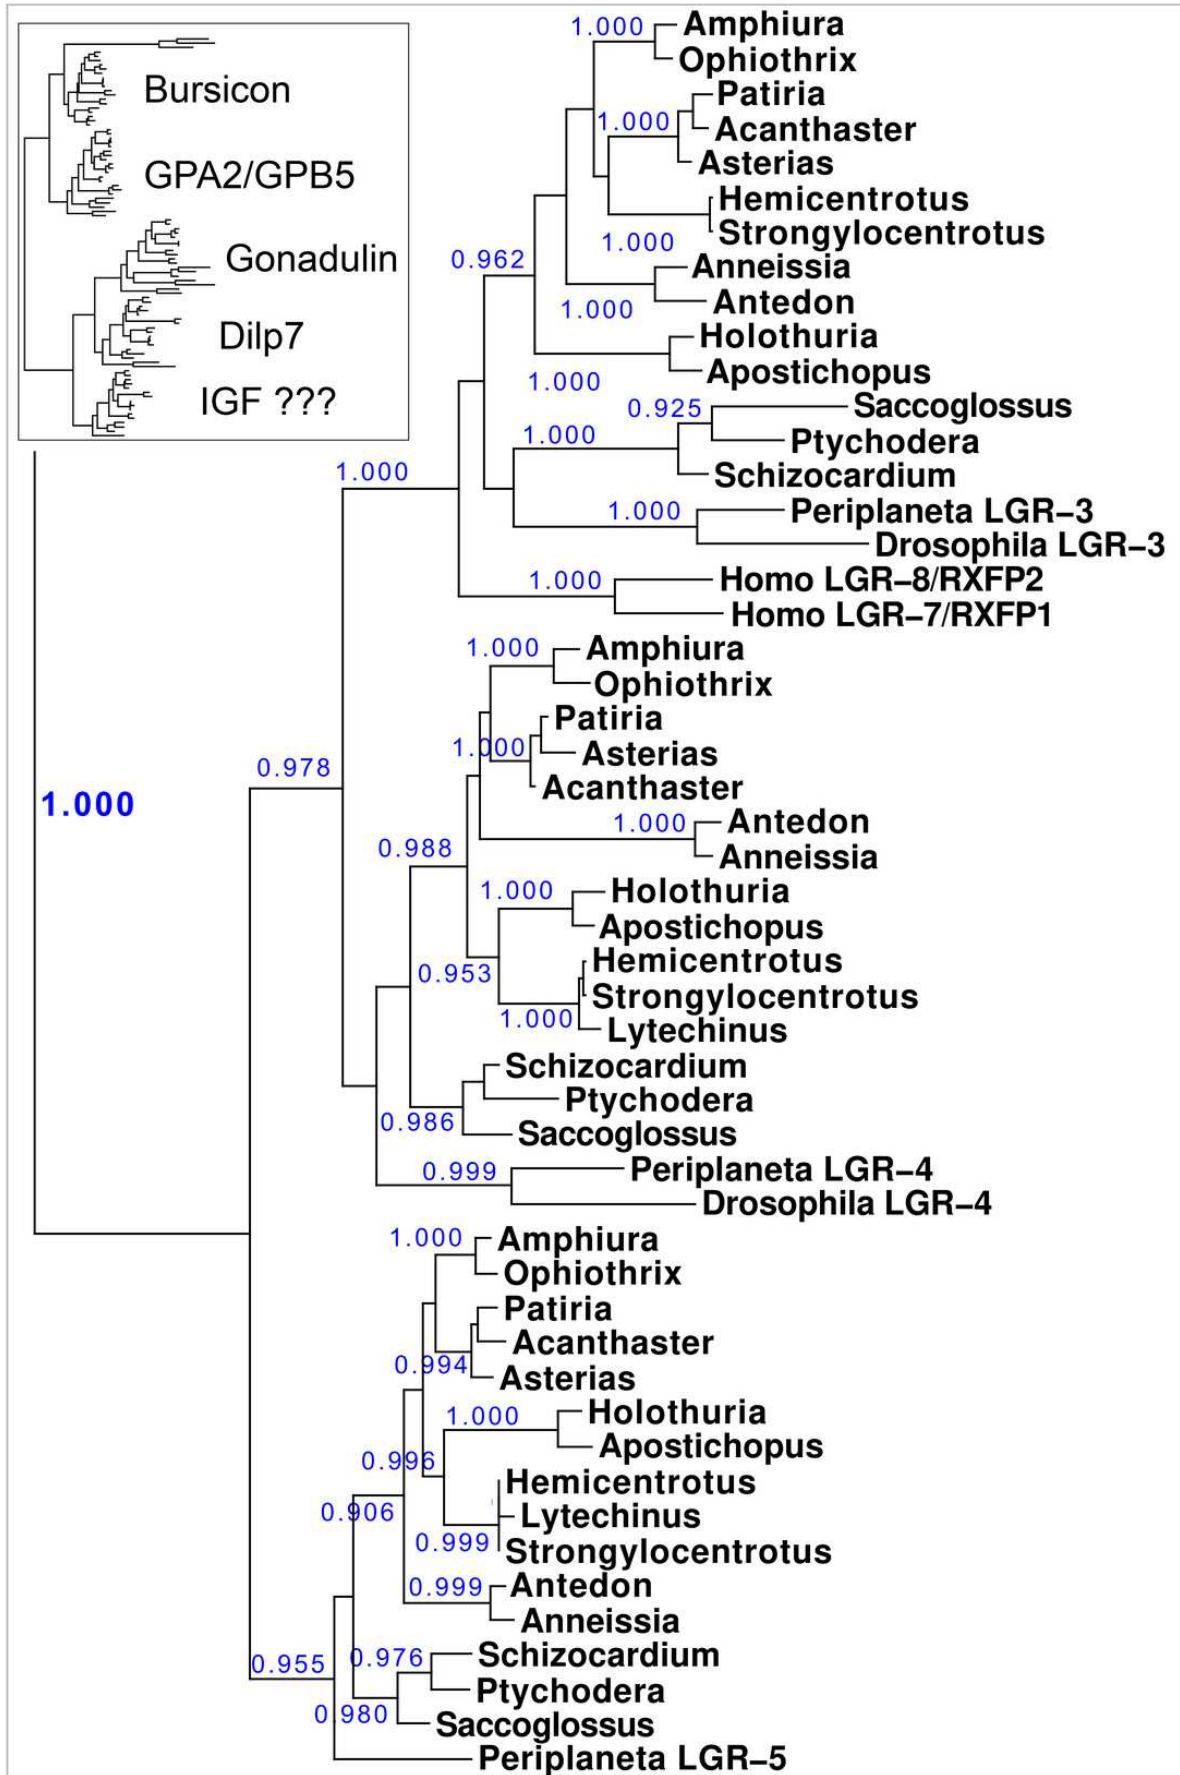 1.000
Amphiura
Ophiothrix
Bursicon
Patiria
1.000
Acanthaster
Asterias
GPA2/GPB5
Hemicentrotus
Strongylocentrotus
1.000
Gonadulin
0.962
Anneissia
Antedon
1.000
Dilp7
Holothuria
Apostichopus
1.000
IGF ???
0.925
Saccoglossus
1.000
Ptychodera
Schizocardium
1.000
1.000
Periplaneta LGR−3
Drosophila LGR−3
1.000
Homo LGR−8/RXFP2
Homo LGR−7/RXFP1
1.000
Amphiura
Ophiothrix
Patiria
1.000
Asterias
Acanthaster
0.978
1.000
1.000
Antedon
Anneissia
0.988
1.000
Holothuria
Apostichopus
Hemicentrotus
0.953
Strongylocentrotus
1.000
Lytechinus
Schizocardium
Ptychodera
0.986
Saccoglossus
0.999
Periplaneta LGR−4
Drosophila LGR−4
1.000
Amphiura
Ophiothrix
Patiria
Acanthaster
0.994
Asterias
1.000
Holothuria
Apostichopus
0.996
Hemicentrotus
0.906
Lytechinus
0.999
Strongylocentrotus
0.999
Antedon
Anneissia
0.955
0.976
Schizocardium
Ptychodera
0.980
Saccoglossus
Periplaneta LGR−5